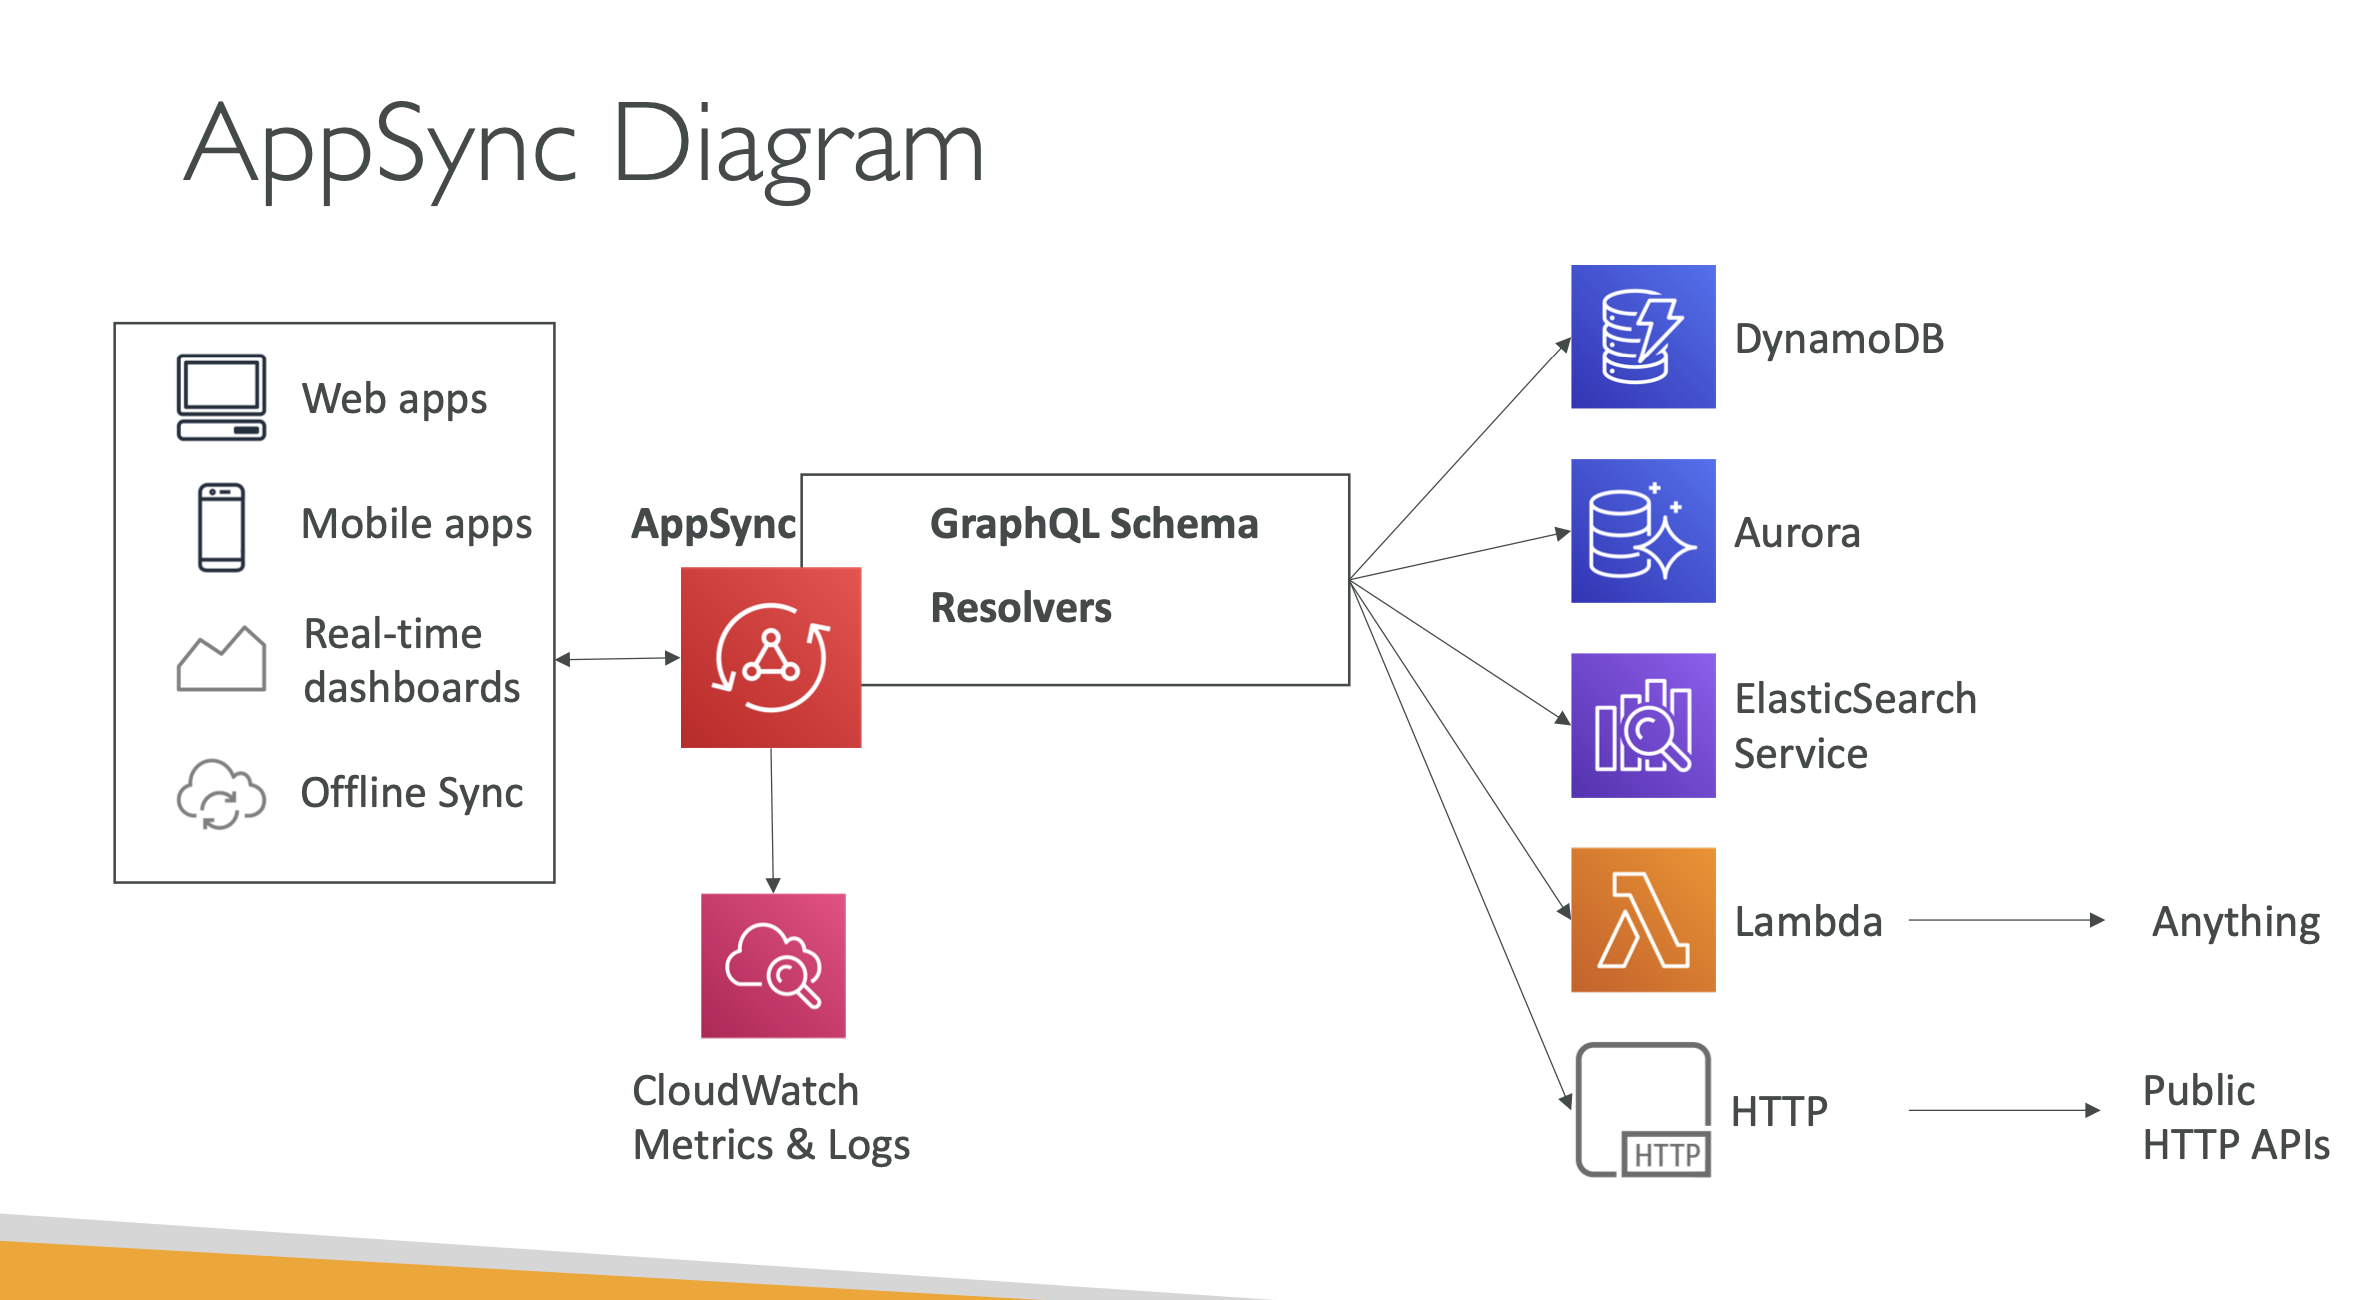 AppSync Diagram
Web apps
Mobile apps
Real-time
dashboards
Offline Sync
AppSync
GraphQL Schema
Resolvers
CloudWatch
Metrics & Logs
DynamoDB
Aurora
ElasticSearch
Service
Lambda
Anything
HTTP
HTTP
Public
HTTP APIs